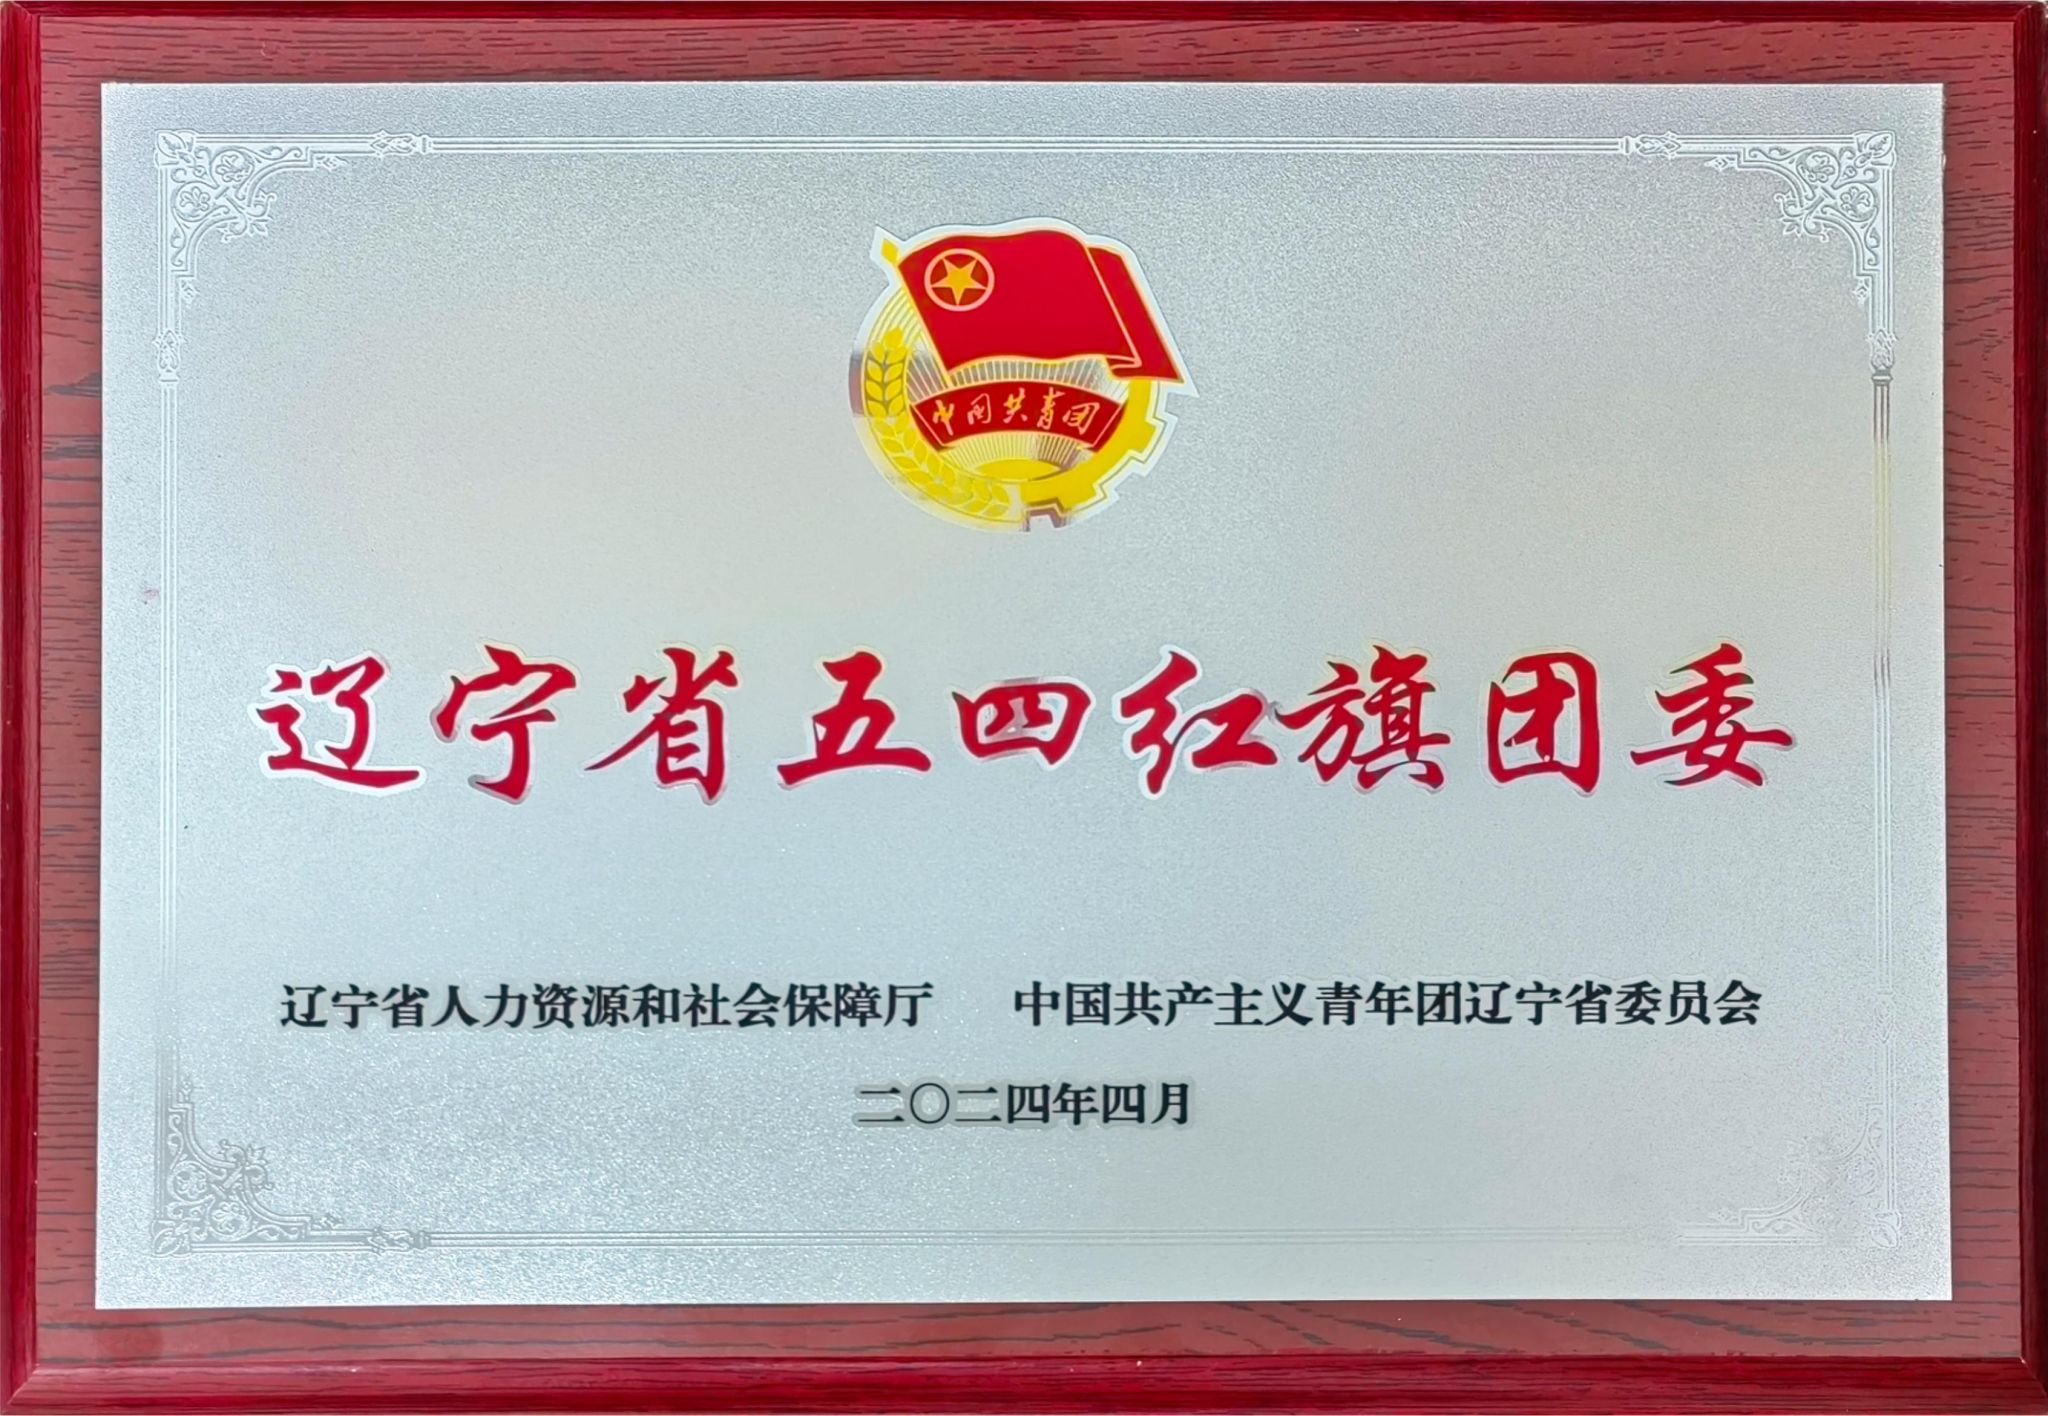 中国共青团
辽宁省五四红旗团委
辽宁省人力资源和社会保障厅 中国共产主义青年团辽宁省委员会
二〇二四年四月